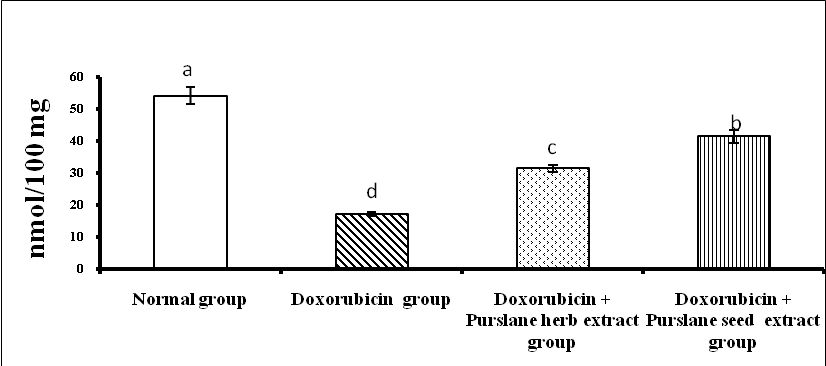 nmol/100 mg
60
50
40
30
20
10
0
a
d
c
b
Normal group
Doxorubicin group
Doxorubicin +
Purslane herb extract
group
Doxorubicin +
Purslane seed extract
group